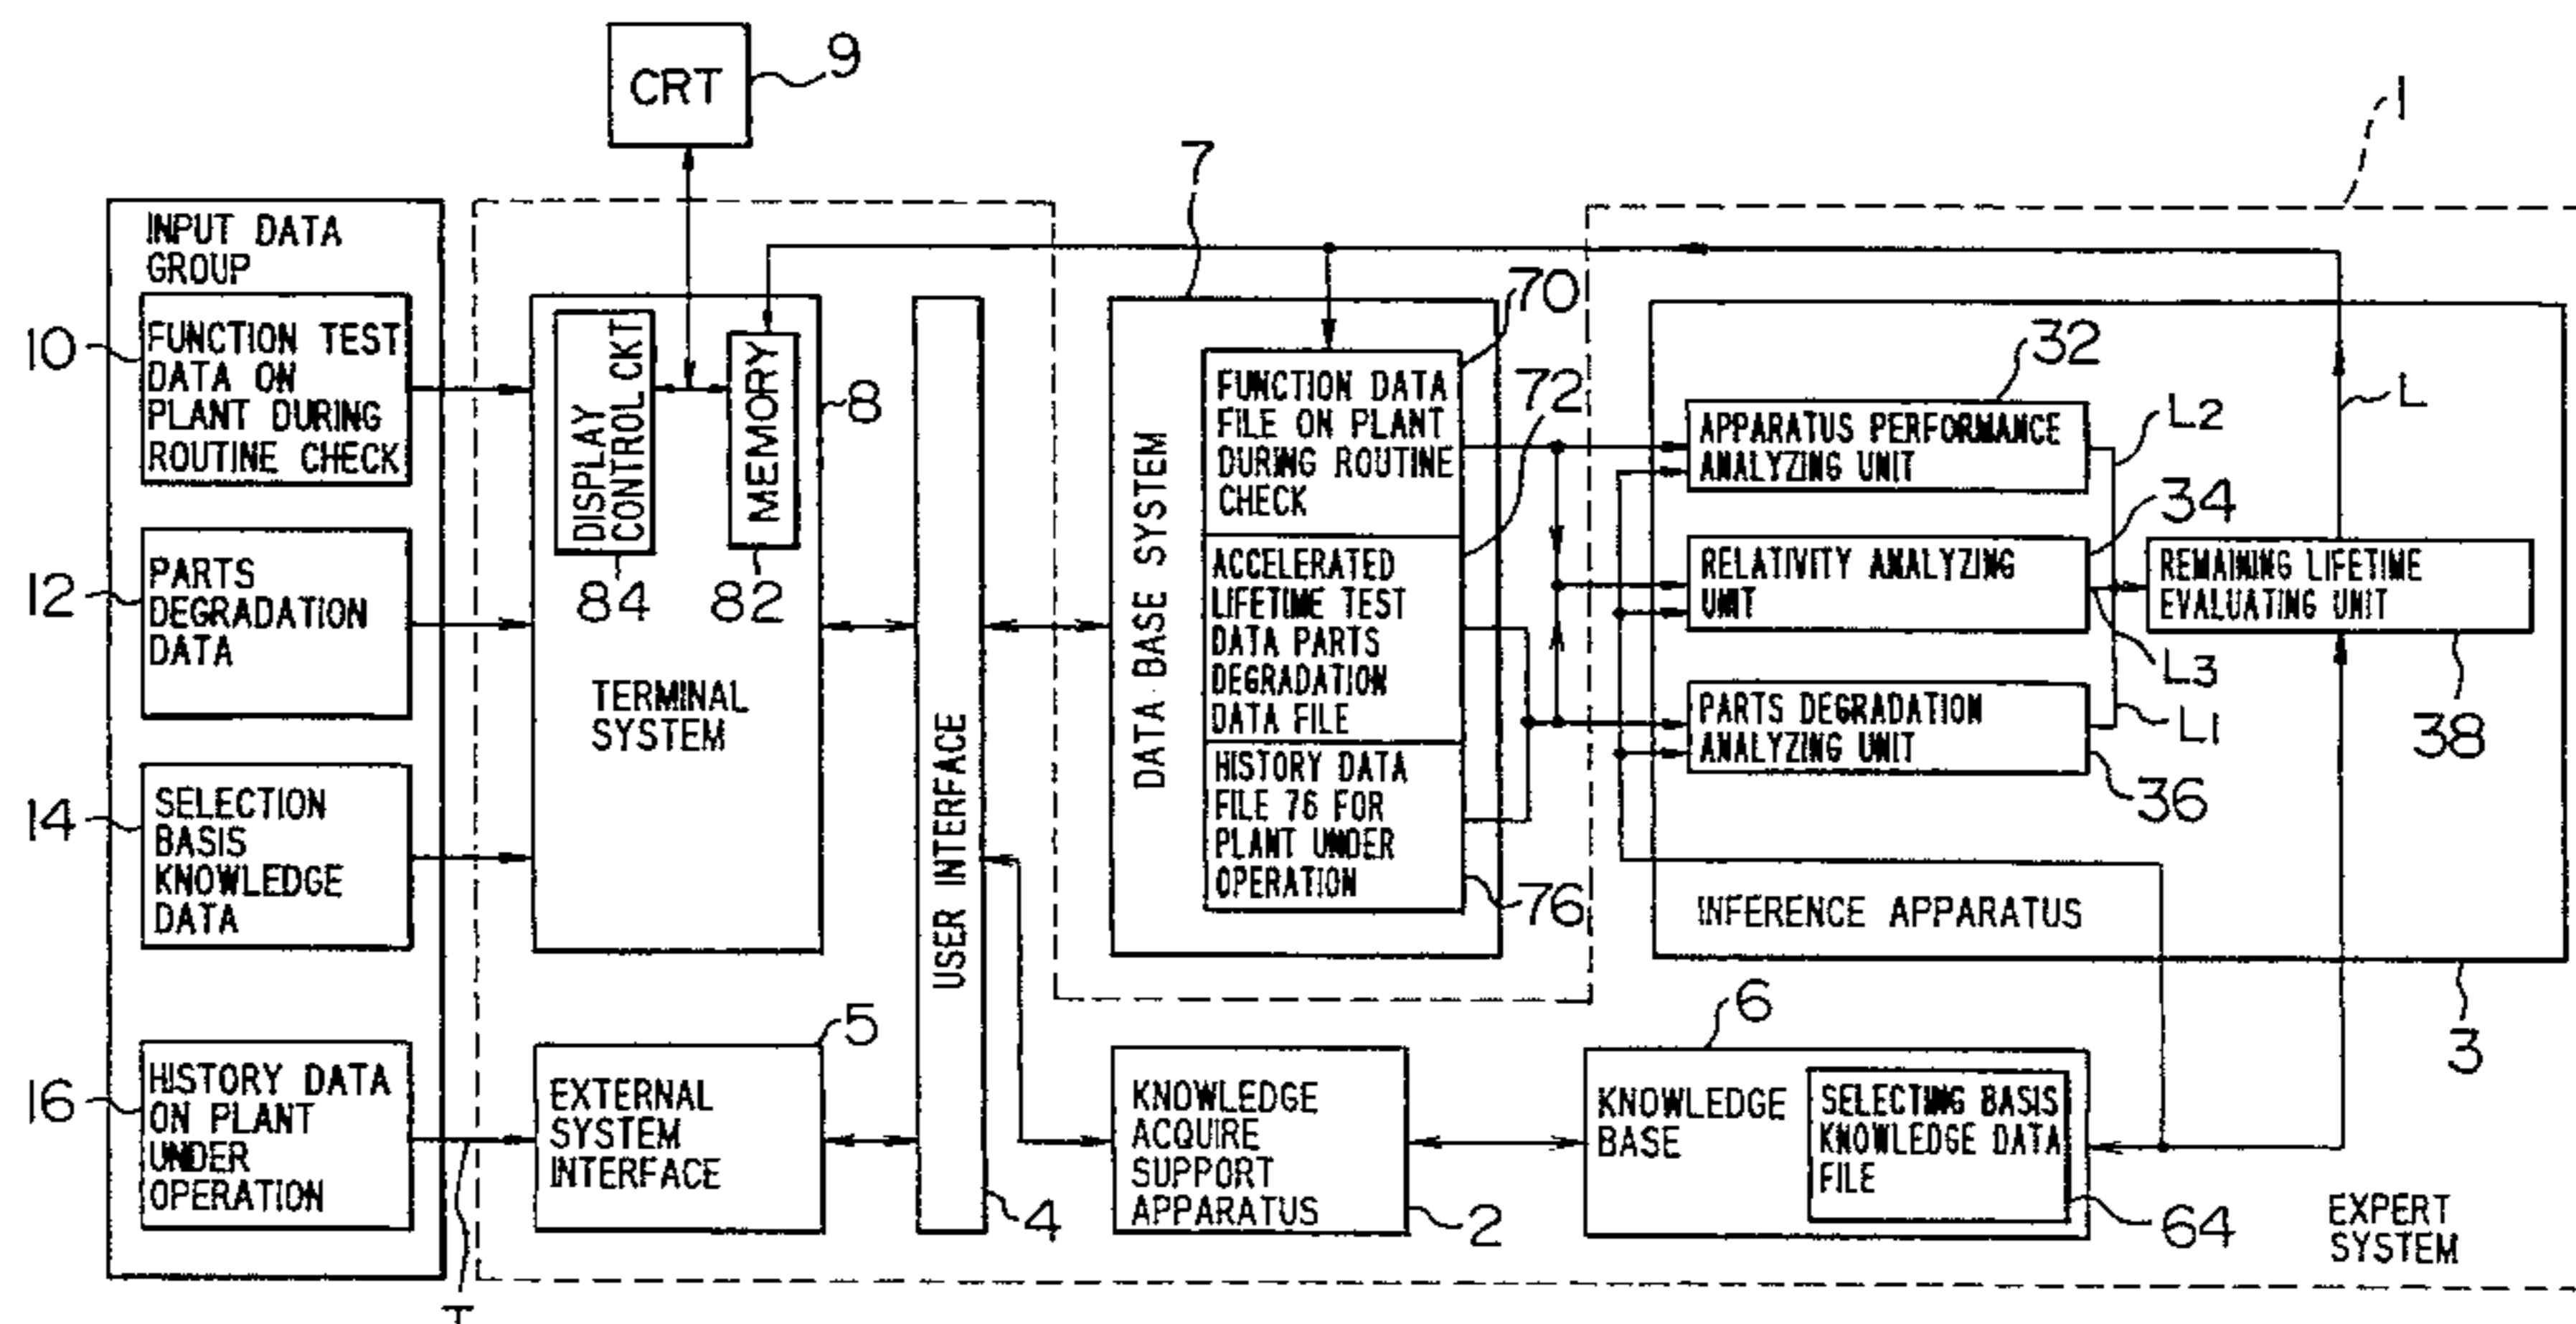 CRT
9
1
7
INPUT DATA
GROUP
10
FUNCTION TEST
DATA ON
PLANT DURING
ROUTINE CHECK
12
PARTS
DEGRADATION
DATA
14
SELECTION
BASIS
KNOWLEDGE
DATA
16
HISTORY DATA
ON PLANT
UNDER
OPERATION
T
DISPLAY
CONTROL CKT
84
MEMORY
82
8
TERMINAL
SYSTEM
5
EXTERNAL
SYSTEM
INTERFACE
USER INTERFACE
4
DATA BASE SYSTEM
70
FUNCTION DATA
FILE ON PLANT
DURING ROUTINE
CHECK
72
ACCELERATED
LIFETIME TEST
DATA PARTS
DEGRADATION
DATA FILE
HISTORY DATA
FILE 76 FOR
PLANT UNDER
OPERATION
76
32
APPARATUS PERFORMANCE
ANALYZING UNIT
L2
L
34
RELATIVITY ANALYZING
UNIT
REMAINING LIFETIME
EVALUATING UNIT
L3
38
PARTS DEGRADATION
ANALYZING UNIT
L1
36
INFERENCE APPARATUS
3
KNOWLEDGE
ACQUIRE
SUPPORT
APPARATUS
2
6
KNOWLEDGE
BASE
SELECTING BASIS
KNOWLEDGE DATA
FILE
64
EXPERT
SYSTEM